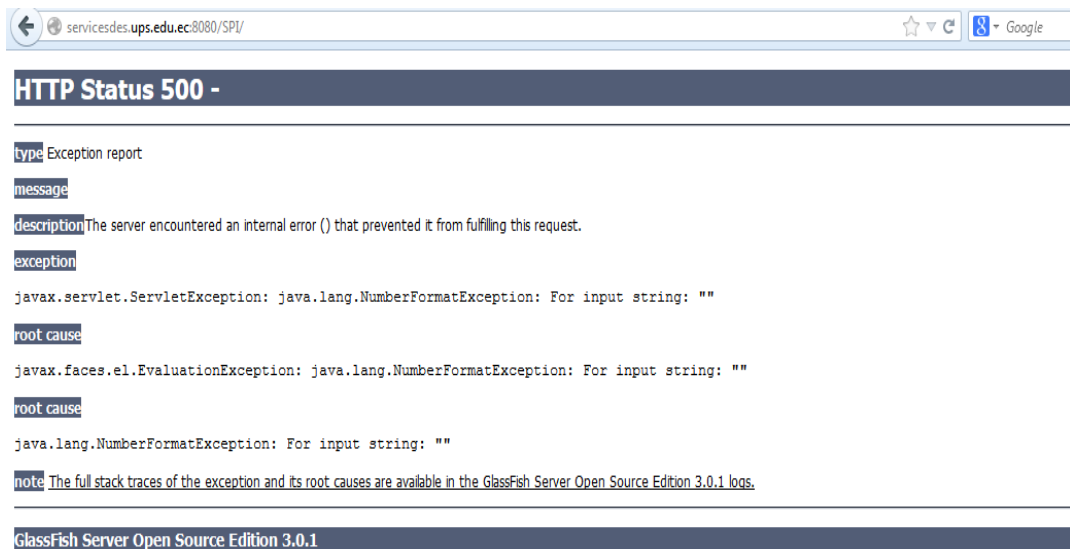 servicesdes.ups.edu.ec:8080/SPI/
8 Google
HTTP Status 500 -
type Exception report
message
descriptionThe server encountered an internal error () that prevented it from fulfilling this request.
exception
javax.servlet.ServletException: java.lang.NumberFormatException: For input string: ""
root cause
javax.faces.el.EvaluationException: java.lang.NumberFormatException: For input string: ""
root cause
java.lang.NumberFormatException: For input string: ""
note The full stack traces of the exception and its root causes are available in the GlassFish Server Open Source Edition 3.0.1 logs.
GlassFish Server Open Source Edition 3.0.1